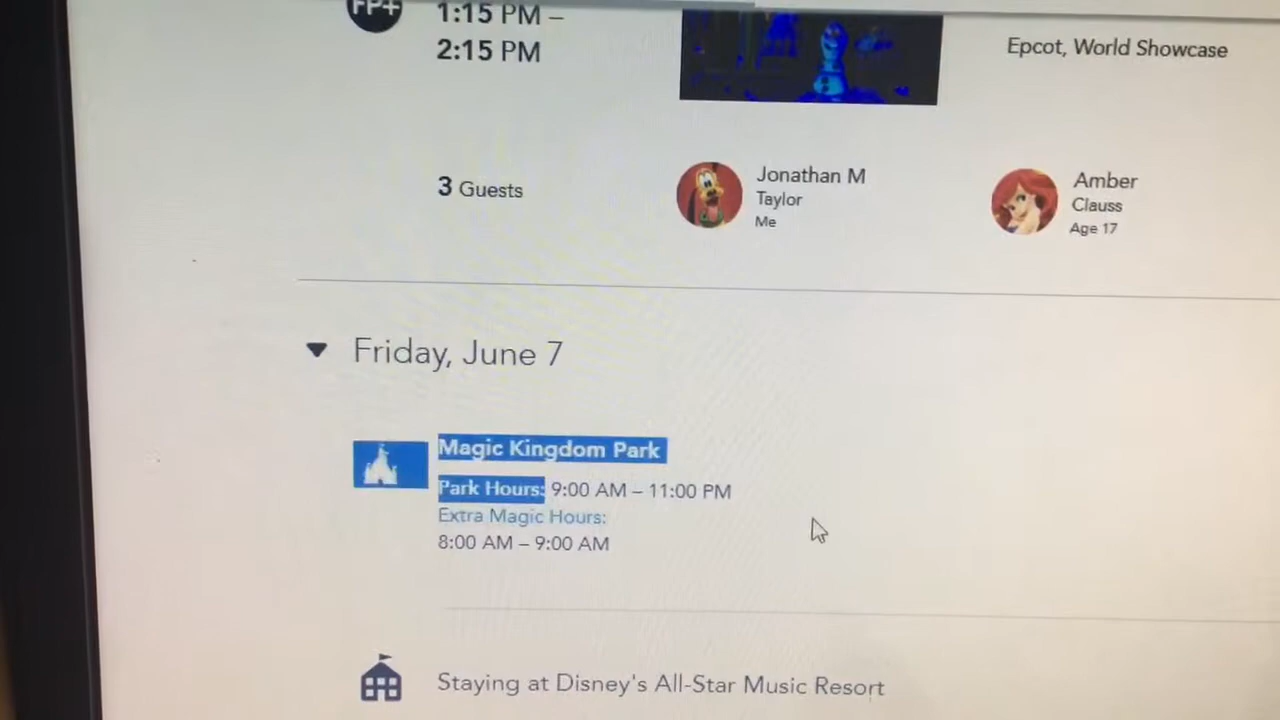 FP+
1:15 PM –
2:15 PM
Epcot, World Showcase
3 Guests
Jonathan M
Taylor
Me
Amber
Clauss
Age 17
Friday, June 7
Magic Kingdom Park
Park Hours: 9:00 AM – 11:00 PM
Extra Magic Hours:
8:00 AM – 9:00 AM
Staying at Disney's All-Star Music Resort